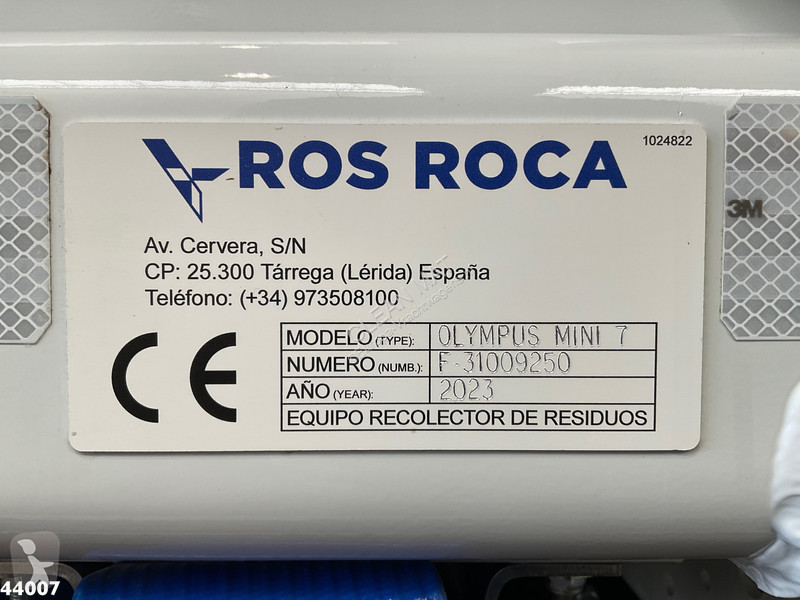 ROS ROCA
1024822
Av. Cervera, S/N
CP: 25.300 Tárrega (Lérida) España
Teléfono: (+34) 973508100
MODELO (TYPE): OLYMPUS MINI 7
NUMERO (NUMB.): F-31009250
AÑO (YEAR): 2023
EQUIPO RECOLECTOR DE RESIDUOS
CE
3M
44007